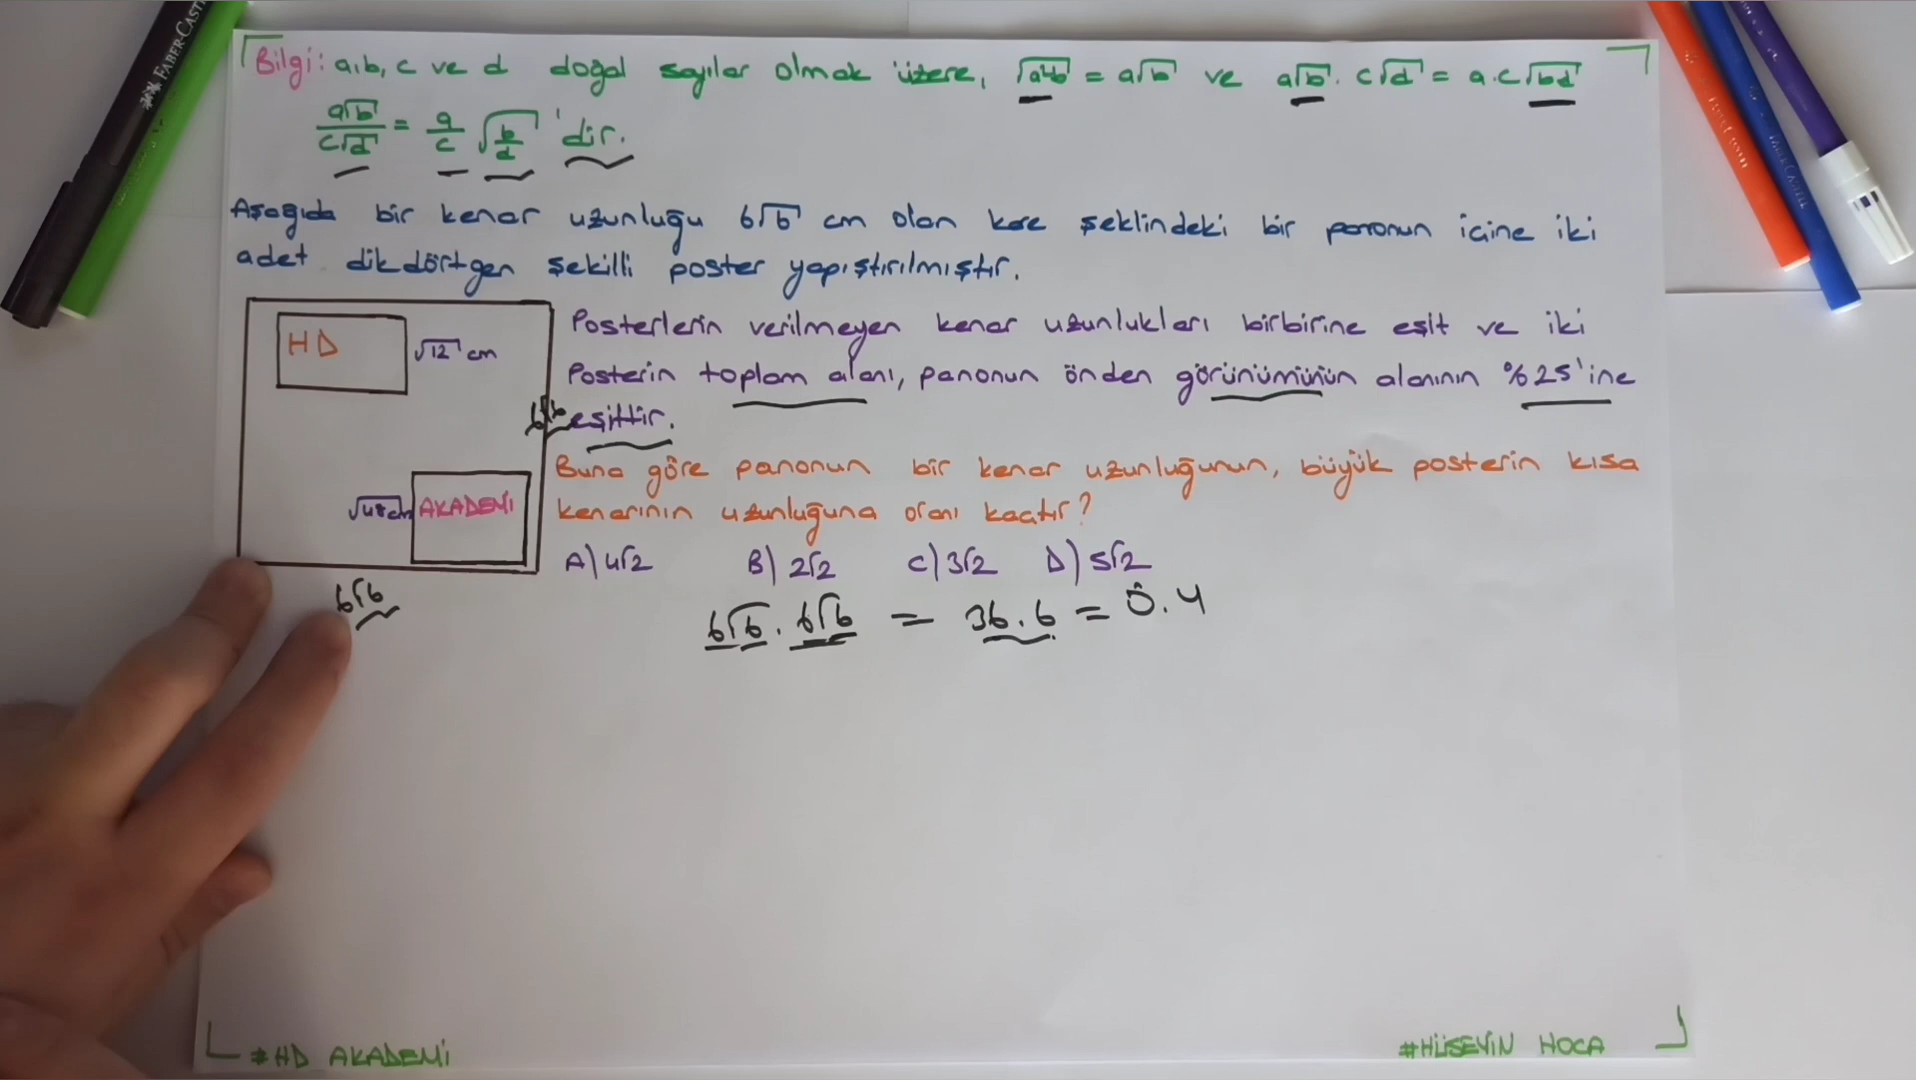 Bilgi: a,b, c ve d doğal sayılar olmak üzere, √a²b = a√b ve a√b . c√d = a.c√bd
a√b / c√d = a/c √b/d 'dir.
Aşağıda bir kenar uzunluğu 6√6 cm olan kare şeklindeki bir panonun içine iki
adet dikdörtgen şekilli poster yapıştırılmıştır.
HD √12 cm
Posterlerin verilmeyen kenar uzunlukları birbirine eşit ve iki
Posterin toplam alanı, panonun önden görünümünün alanının %25'ine
6√6 eşittir.
Buna göre panonun bir kenar uzunluğunun, büyük posterin kısa
√48 cm AKADEMİ
kenarının uzunluğuna oranı kaçtır?
A) 4√2 B) 2√2 C) 3√2 D) 5√2
6√6
6√6 . 6√6 = 36.6 = Ö.4
#HD AKADEMİ
#HÜSEYİN HOCA
FABER-CASTELL